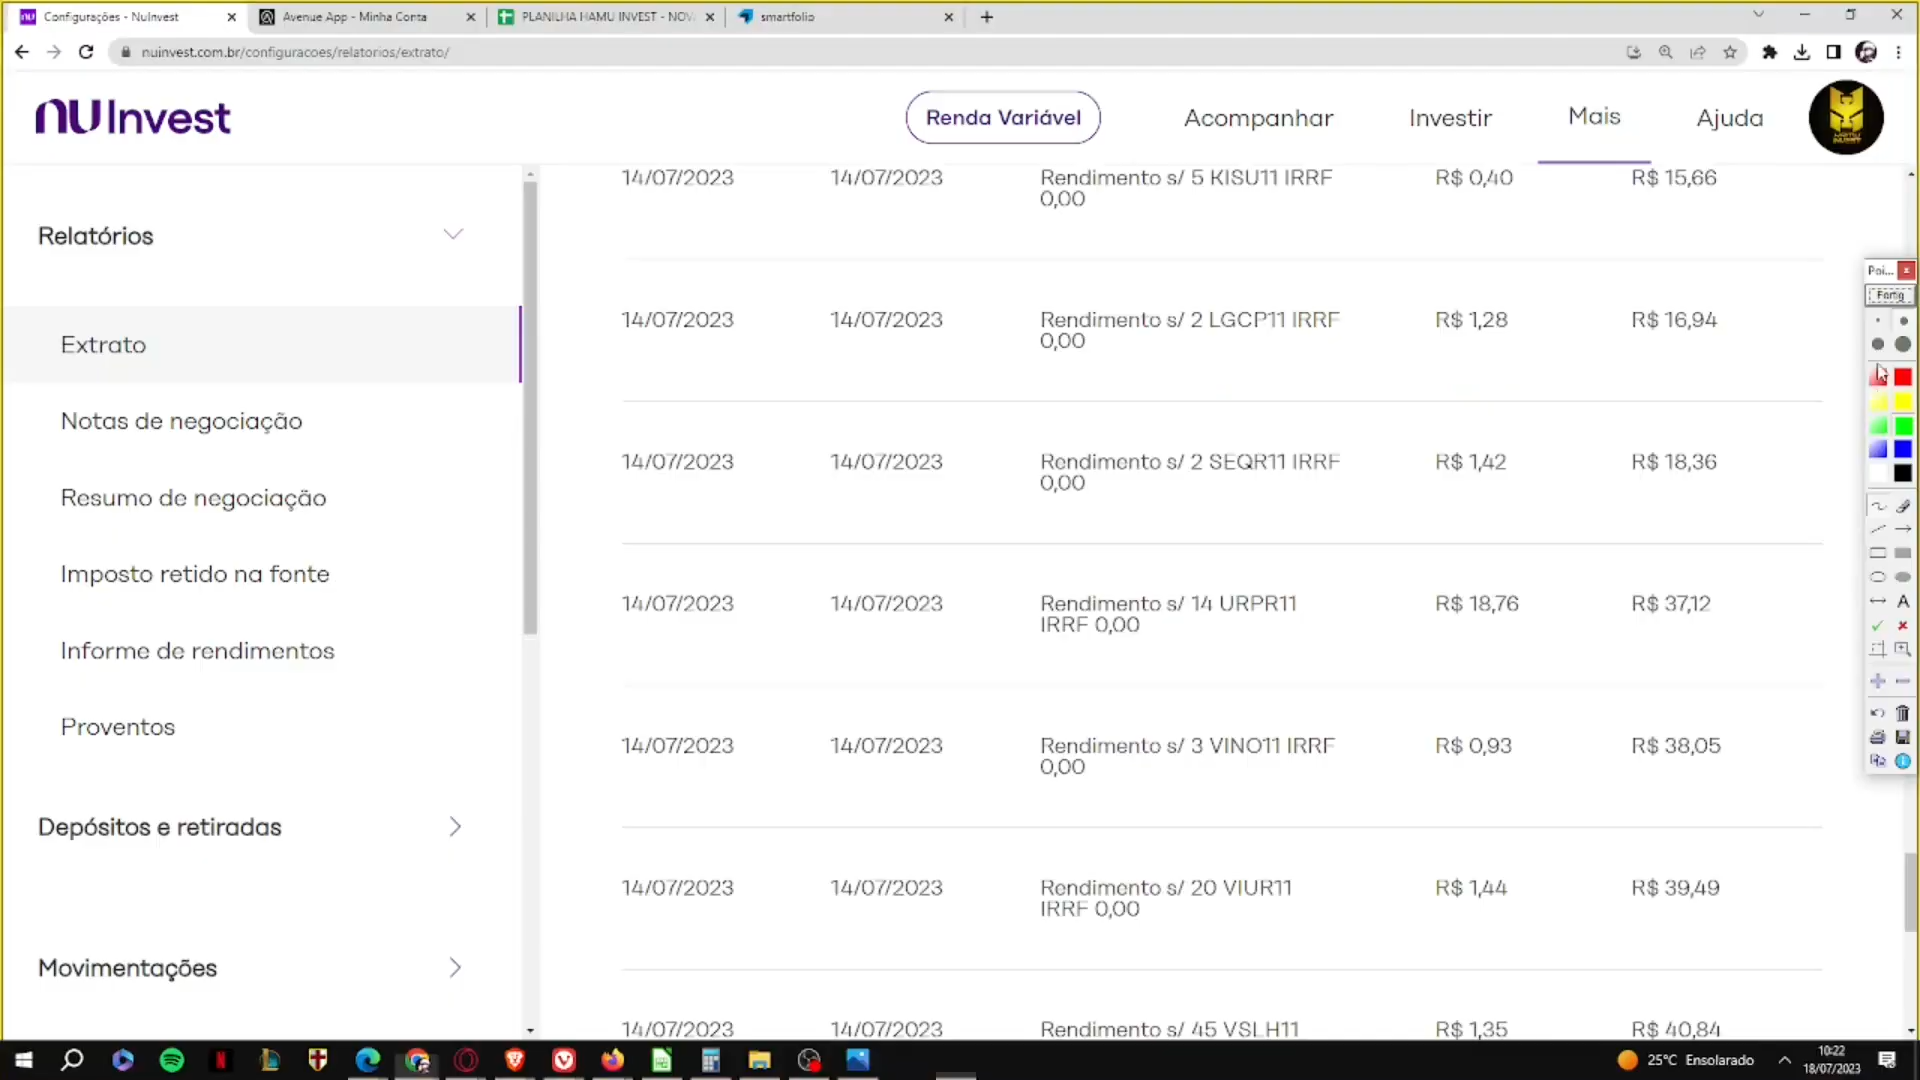 Configurações - NuInvest
Avenue App - Minha Conta
PLANILHA HAMU INVEST - NOV
smartfolio
nuinvest.com.br/configuracoes/relatorios/extrato/
nuInvest
Renda Variável
Acompanhar
Investir
Mais
Ajuda
Relatórios
Extrato
Notas de negociação
Resumo de negociação
Imposto retido na fonte
Informe de rendimentos
Proventos
Depósitos e retiradas
Movimentações
14/07/2023 14/07/2023 Rendimento s/ 5 KISU11 IRRF R$ 0,40 R$ 15,66
0,00
14/07/2023 14/07/2023 Rendimento s/ 2 LGCP11 IRRF R$ 1,28 R$ 16,94
0,00
14/07/2023 14/07/2023 Rendimento s/ 2 SEQR11 IRRF R$ 1,42 R$ 18,36
0,00
14/07/2023 14/07/2023 Rendimento s/ 14 URPR11 R$ 18,76 R$ 37,12
IRRF 0,00
14/07/2023 14/07/2023 Rendimento s/ 3 VINO11 IRRF R$ 0,93 R$ 38,05
0,00
14/07/2023 14/07/2023 Rendimento s/ 20 VIUR11 R$ 1,44 R$ 39,49
IRRF 0,00
14/07/2023 14/07/2023 Rendimento s/ 45 VSLH11 R$ 1,35 R$ 40,84
Poi...
Fertig
A
25°C Ensolarado
10:22
18/07/2023